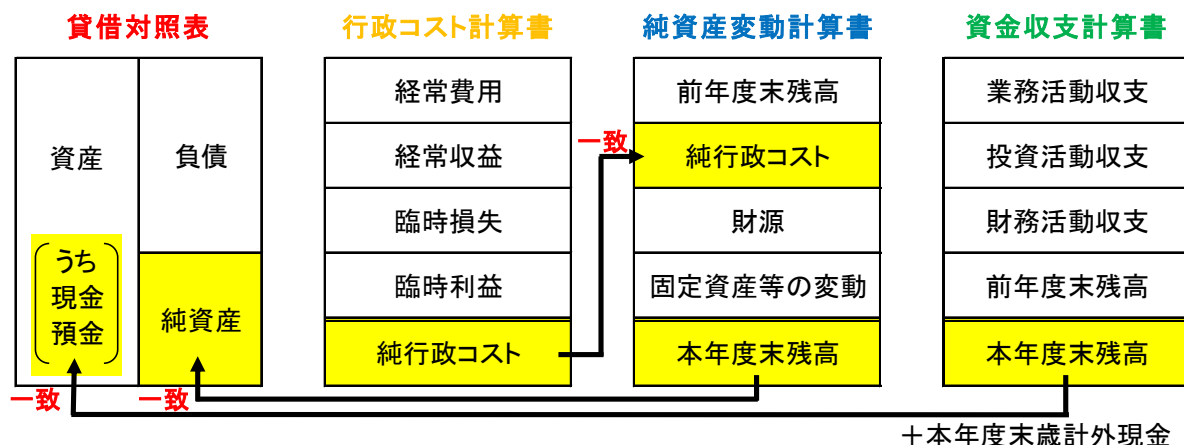 貸借対照表
資産
負債
うち
現金
預金
純資産
一致
一致
行政コスト計算書
経常費用
経常収益
臨時損失
臨時利益
純行政コスト
一致
純資産変動計算書
前年度末残高
純行政コスト
財源
固定資産等の変動
本年度末残高
資金収支計算書
業務活動収支
投資活動収支
財務活動収支
前年度末残高
本年度末残高
＋本年度末歳計外現金